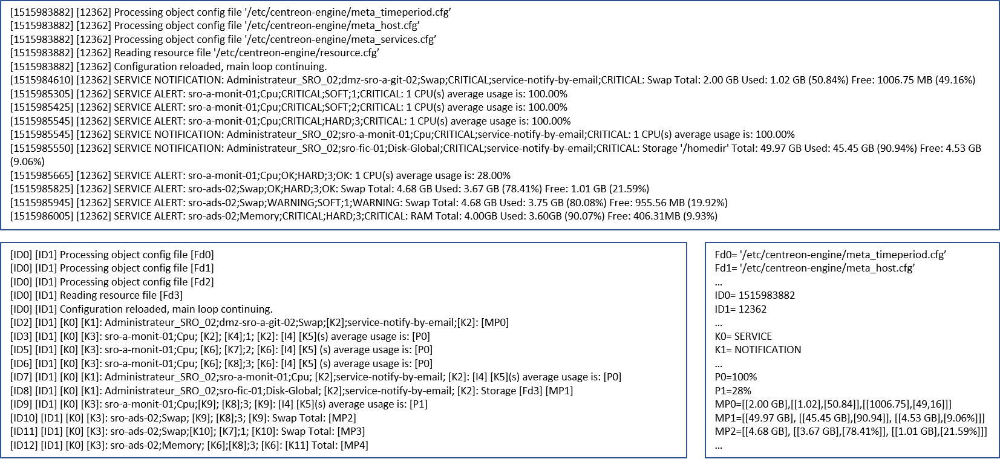 [1515983882] [12362] Processing object config file '/etc/centreon-engine/meta_timeperiod.cfg’
[1515983882] [12362] Processing object config file '/etc/centreon-engine/meta_host.cfg’
[1515983882] [12362] Processing object config file '/etc/centreon-engine/meta_services.cfg’
[1515983882] [12362] Reading resource file '/etc/centreon-engine/resource.cfg’
[1515983882] [12362] Configuration reloaded, main loop continuing.
[1515984610] [12362] SERVICE NOTIFICATION: Administrateur_SRO_02;dmz-sro-a-git-02;Swap;CRITICAL;service-notify-by-email;CRITICAL: Swap Total: 2.00 GB Used: 1.02 GB (50.84%) Free: 1006.75 MB (49.16%)
[1515985305] [12362] SERVICE ALERT: sro-a-monit-01;Cpu;CRITICAL;SOFT;1;CRITICAL: 1 CPU(s) average usage is: 100.00%
[1515985425] [12362] SERVICE ALERT: sro-a-monit-01;Cpu;CRITICAL;SOFT;2;CRITICAL: 1 CPU(s) average usage is: 100.00%
[1515985545] [12362] SERVICE ALERT: sro-a-monit-01;Cpu;CRITICAL;HARD;3;CRITICAL: 1 CPU(s) average usage is: 100.00%
[1515985545] [12362] SERVICE NOTIFICATION: Administrateur_SRO_02;sro-a-monit-01;Cpu;CRITICAL;service-notify-by-email;CRITICAL: 1 CPU(s) average usage is: 100.00%
[1515985550] [12362] SERVICE NOTIFICATION: Administrateur_SRO_02;sro-fic-01;Disk-Global;CRITICAL;service-notify-by-email;CRITICAL: Storage '/homedir' Total: 49.97 GB Used: 45.45 GB (90.94%) Free: 4.53 GB
(9.06%)
[1515985665] [12362] SERVICE ALERT: sro-a-monit-01;Cpu;OK;HARD;3;OK: 1 CPU(s) average usage is: 28.00%
[1515985825] [12362] SERVICE ALERT: sro-ads-02;Swap;OK;HARD;3;OK: Swap Total: 4.68 GB Used: 3.67 GB (78.41%) Free: 1.01 GB (21.59%)
[1515985945] [12362] SERVICE ALERT: sro-ads-02;Swap;WARNING;SOFT;1;WARNING: Swap Total: 4.68 GB Used: 3.75 GB (80.08%) Free: 955.56 MB (19.92%)
[1515986005] [12362] SERVICE ALERT: sro-ads-02;Memory;CRITICAL;HARD;3;CRITICAL: RAM Total: 4.00GB Used: 3.60GB (90.07%) Free: 406.31MB (9.93%)
[ID0] [ID1] Processing object config file [Fd0]
[ID0] [ID1] Processing object config file [Fd1]
[ID0] [ID1] Processing object config file [Fd2]
[ID0] [ID1] Reading resource file [Fd3]
[ID0] [ID1] Configuration reloaded, main loop continuing.
[ID2] [ID1] [K0] [K1]: Administrateur_SRO_02;dmz-sro-a-git-02;Swap;[K2];service-notify-by-email;[K2]: [MP0]
[ID3] [ID1] [K0] [K3]: sro-a-monit-01;Cpu; [K2]; [K4];1; [K2]: [I4] [K5](s) average usage is: [P0]
[ID5] [ID1] [K0] [K3]: sro-a-monit-01;Cpu; [K6]; [K7];2; [K6]: [I4] [K5] (s) average usage is: [P0]
[ID6] [ID1] [K0] [K3]: sro-a-monit-01;Cpu; [K6]; [K8];3; [K6]: [I4] [K5] (s) average usage is: [P0]
[ID7] [ID1] [K0] [K1]: Administrateur_SRO_02;sro-a-monit-01;Cpu; [K2];service-notify-by-email; [K2]: [I4] [K5](s) average usage is: [P0]
[ID8] [ID1] [K0] [K1]: Administrateur_SRO_02;sro-fic-01;Disk-Global; [K2];service-notify-by-email; [K2]: Storage [Fd3] [MP1]
[ID9] [ID1] [K0] [K3]: sro-a-monit-01;Cpu;[K9]; [K8];3; [K9]: [I4] [K5](s) average usage is: [P1]
[ID10] [ID1] [K0] [K3]: sro-ads-02;Swap; [K9]; [K8];3; [K9]: Swap Total: [MP2]
[ID11] [ID1] [K0] [K3]: sro-ads-02;Swap;[K10]; [K7];1; [K10]: Swap Total: [MP3]
[ID12] [ID1] [K0] [K3]: sro-ads-02;Memory; [K6];[K8];3; [K6]: [K11] Total: [MP4]
Fd0= '/etc/centreon-engine/meta_timeperiod.cfg’
Fd1= '/etc/centreon-engine/meta_host.cfg’
...
ID0= 1515983882
ID1= 12362
...
K0= SERVICE
K1= NOTIFICATION
...
P0=100%
P1=28%
MP0=[[2.00 GB],[[1.02],[50.84]],[[1006.75],[49,16]]]
MP1=[[49.97 GB], [[45.45 GB],[90.94]], [[4.53 GB],[9.06%]]]
MP2=[[4.68 GB], [[3.67 GB],[78.41%]], [[1.01 GB],[21.59%]]]
...